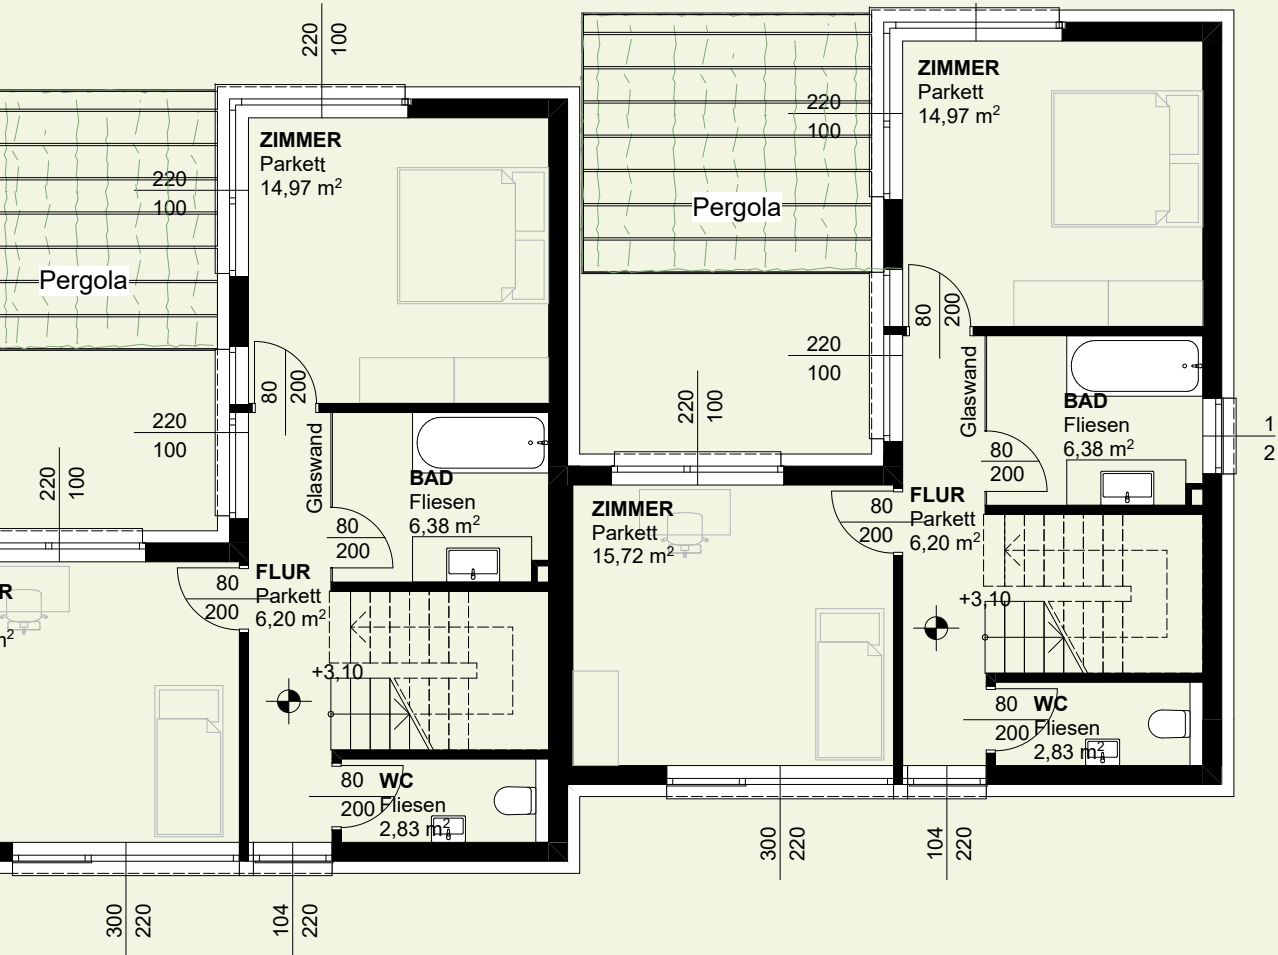 220
100
ZIMMER
Parkett
14,97 m²
220
100
Pergola
220
100
220
100
80
200
Glaswand
BAD
Fliesen
6,38 m²
80
200
R
m²
80
200
FLUR
Parkett
6,20 m²
+3,10
80
200
WC
Fliesen
2,83 m²
300
220
104
220
ZIMMER
Parkett
14,97 m²
220
100
Pergola
220
100
220
100
80
200
Glaswand
BAD
Fliesen
6,38 m²
80
200
1
2
ZIMMER
Parkett
15,72 m²
80
200
FLUR
Parkett
6,20 m²
+3,10
80
200
WC
Fliesen
2,83 m²
300
220
104
220